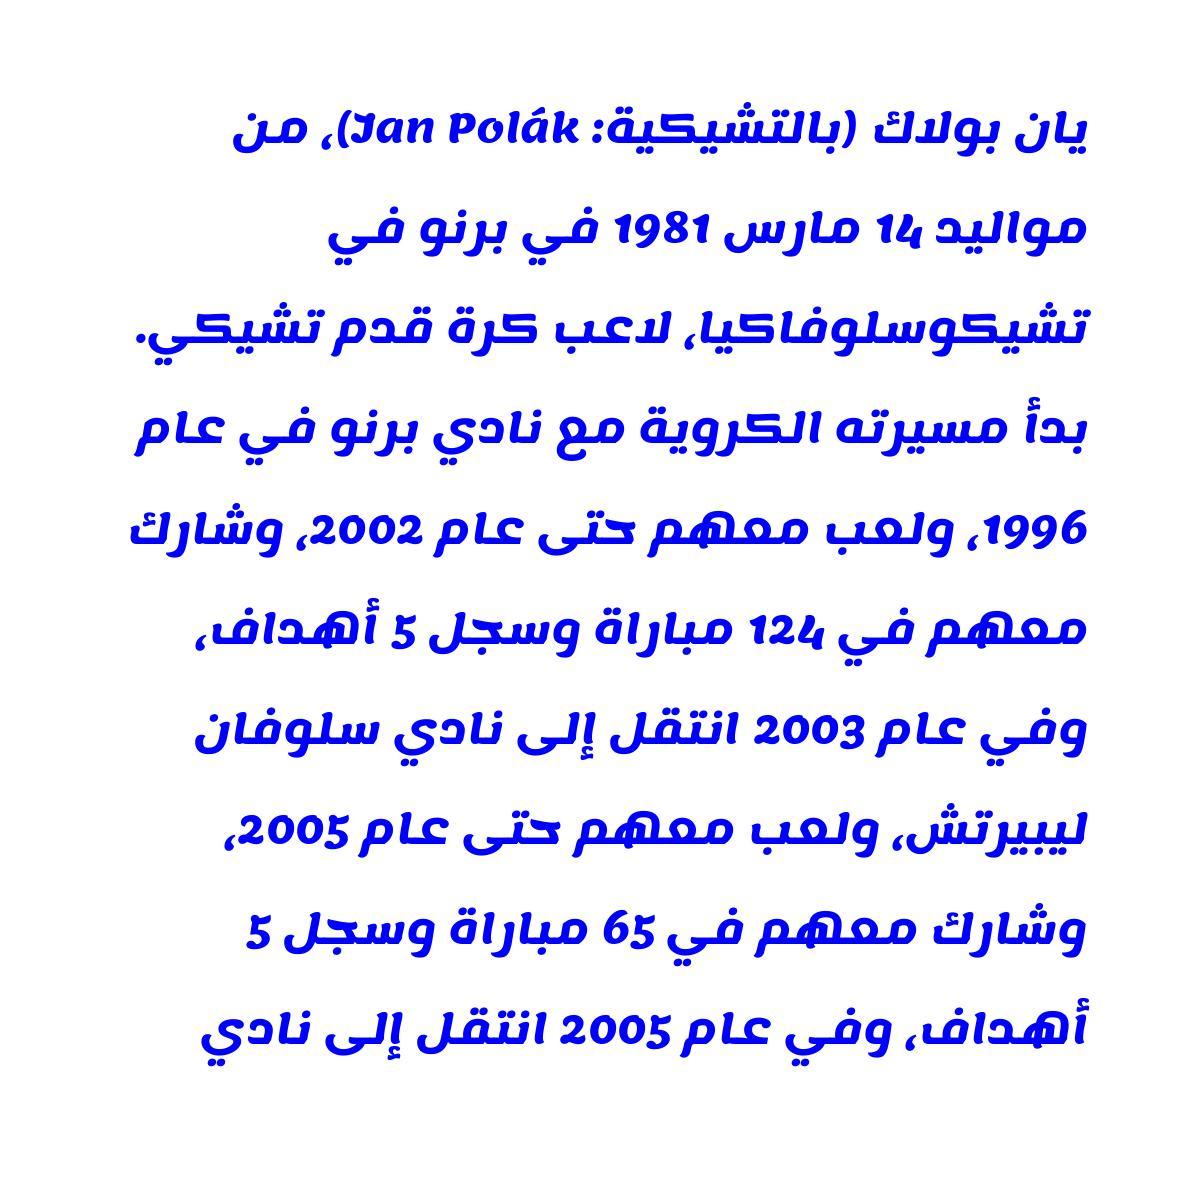 يان بولاك (بالتشيكية: Jan Polák)، من
مواليد 14 مارس 1981 في برنو في
تشيكوسلوفاكيا، لاعب كرة قدم تشيكي.
بدأ مسيرته الكروية مع نادي برنو في عام
1996، ولعب معهم حتى عام 2002، وشارك
معهم في 124 مباراة وسجل 5 أهداف،
وفي عام 2003 انتقل إلى نادي سلوفان
ليبيرتش، ولعب معهم حتى عام 2005،
وشارك معهم في 65 مباراة وسجل 5
أهداف، وفي عام 2005 انتقل إلى نادي